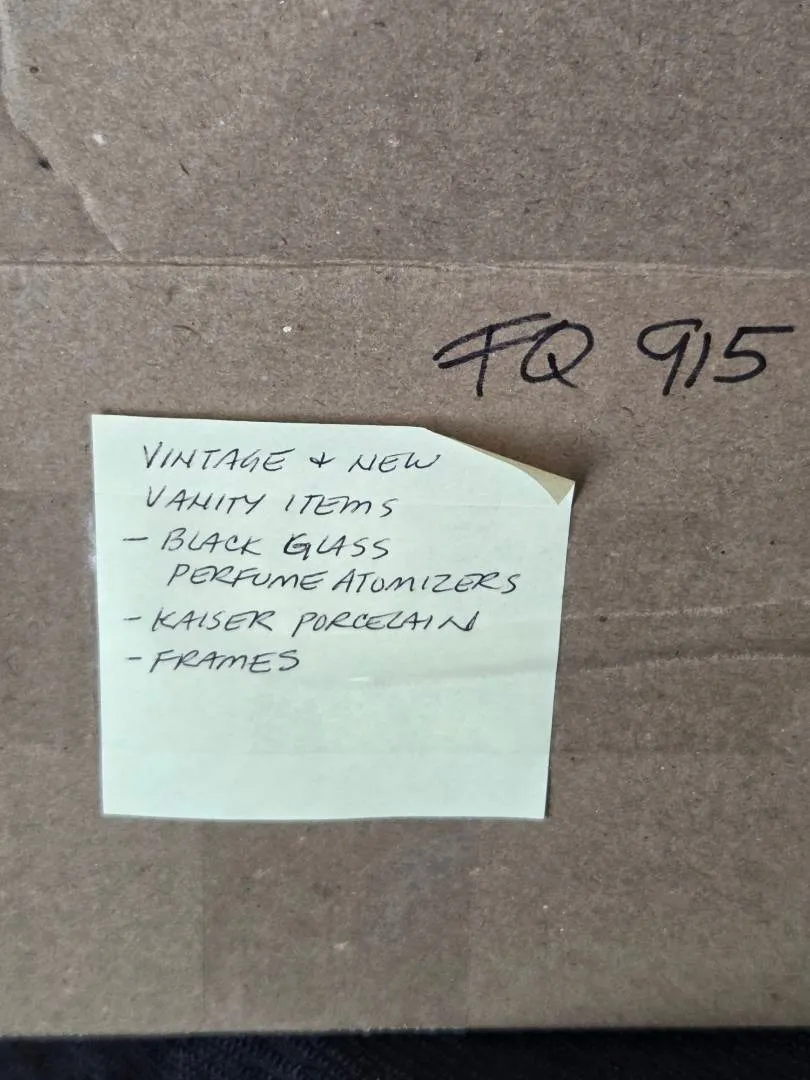 FQ 915
VINTAGE & NEW
VANITY ITEMS
- BLACK GLASS
PERFUME ATOMIZERS
- KAISER PORCELAIN
- FRAMES